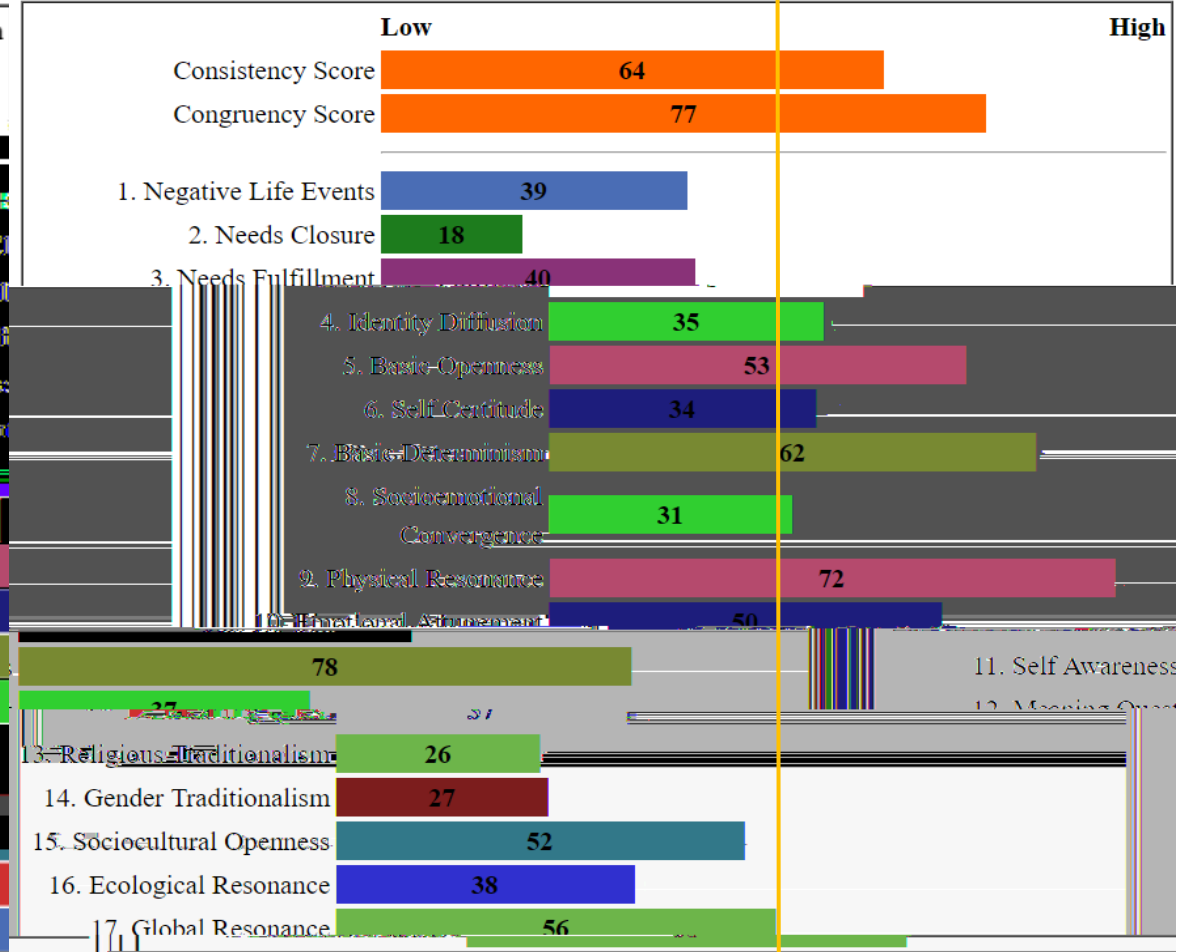 Low High
Consistency Score 64
Congruency Score 77
1. Negative Life Events 39
2. Needs Closure 18
3. Needs Fulfillment 40
4. Identity Diffusion 35
5. Basic Openness 53
6. Self Certitude 34
7. Basic Determinism 62
8. Socioemotional
Convergence 31
9. Physical Resonance 72
10. Emotional Attunement 50
78 11. Self Awareness
37
13. Religious Traditionalism 26
14. Gender Traditionalism 27
15. Sociocultural Openness 52
16. Ecological Resonance 38
17. Global Resonance 56